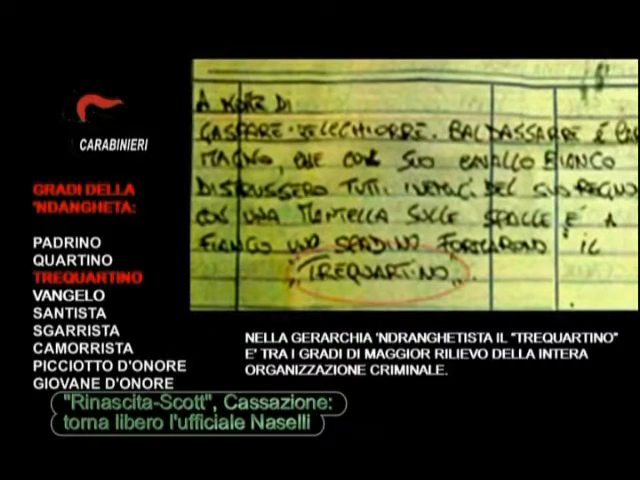 CARABINIERI
GRADI DELLA
'NDANGHETA:
PADRINO
QUARTINO
TREQUARTINO
VANGELO
SANTISTA
SGARRISTA
CAMORRISTA
PICCIOTTO D'ONORE
GIOVANE D'ONORE
A NOME DI
GASPARE. MELCHIORRE. BALDASSARRE E
MAGNO, CHE CON SUO CAVALLO BIANCO
DISTRUSSERO TUTTI I NEMICI DEL SUO REGNO
CON UNA MANTELLA SULLE SPALLE E A
FIANCO UNO SPADINO FORMARONO IL
"TREQUARTINO".
NELLA GERARCHIA 'NDRANGHETISTA IL "TREQUARTINO"
E' TRA I GRADI DI MAGGIOR RILIEVO DELLA INTERA
ORGANIZZAZIONE CRIMINALE.
"Rinascita-Scott", Cassazione:
torna libero l'ufficiale Naselli